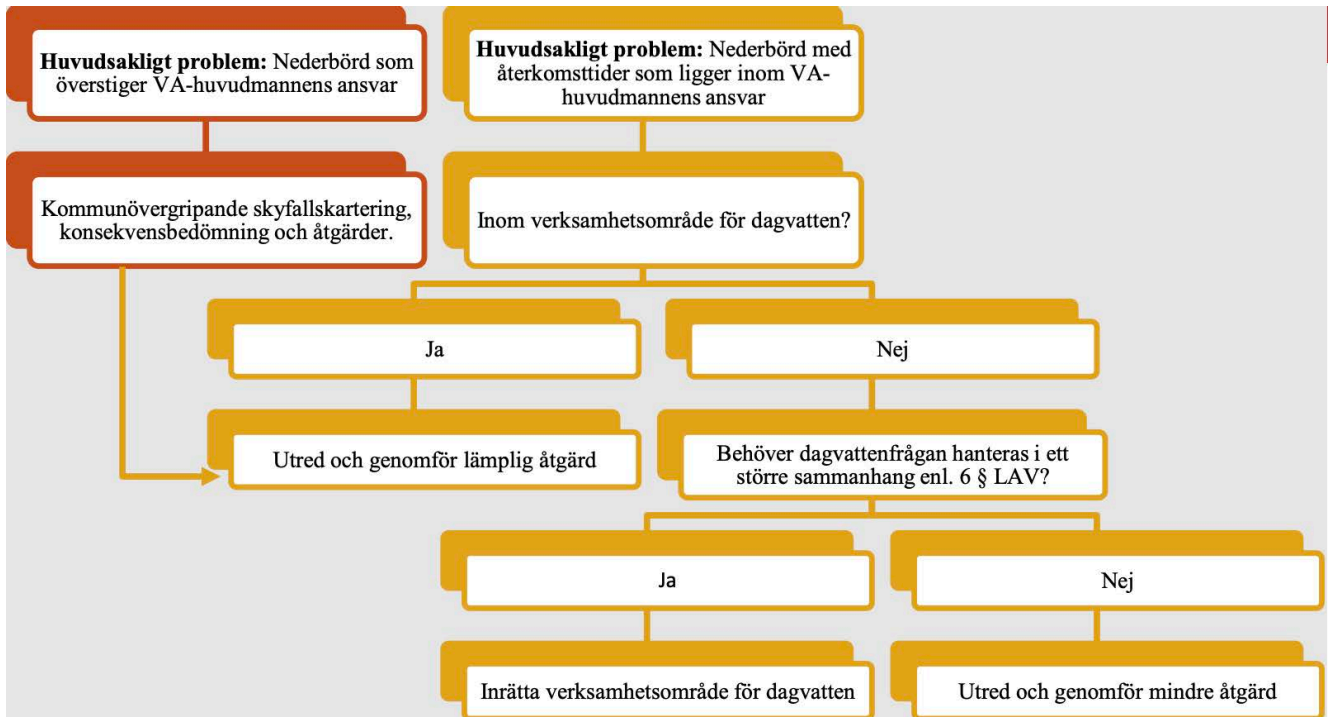 Huvudsakligt problem: Nederbörd som
överstiger VA-huvudmannens ansvar
Huvudsakligt problem: Nederbörd med
återkomsttider som ligger inom VA-
huvudmannens ansvar
Kommunövergripande skyfallskartering,
konsekvensbedömning och åtgärder.
Inom verksamhetsområde för dagvatten?
Ja
Nej
Utred och genomför lämplig åtgärd
Behöver dagvattenfrågan hanteras i ett
större sammanhang enl. 6 § LAV?
Ja
Nej
Inrätta verksamhetsområde för dagvatten
Utred och genomför mindre åtgärd